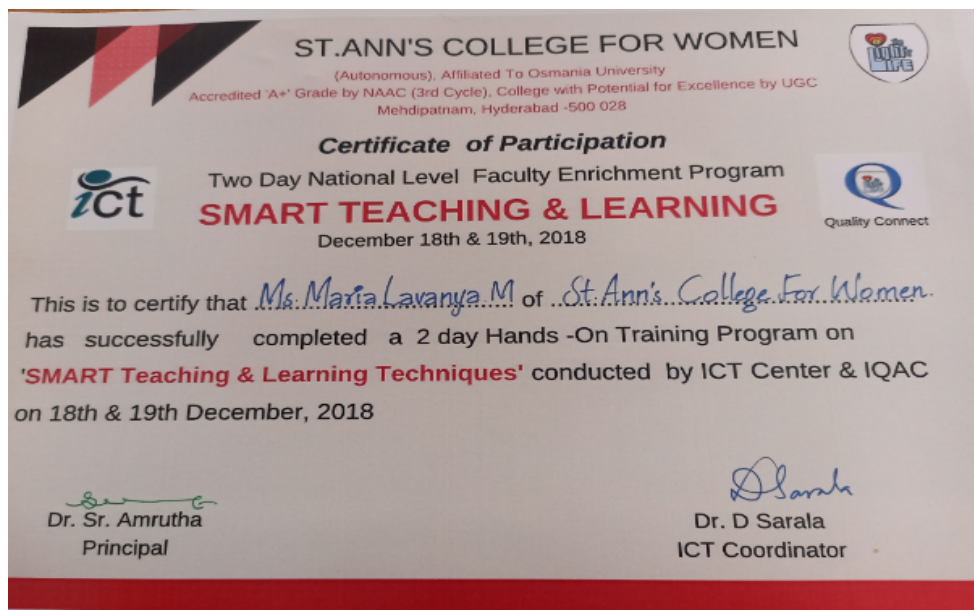 ST.ANN'S COLLEGE FOR WOMEN
(Autonomous), Affiliated To Osmania University
Accredited 'A+' Grade by NAAC (3rd Cycle), College with Potential for Excellence by UGC
Mehdipatnam, Hyderabad -500 028
Certificate of Participation
Two Day National Level Faculty Enrichment Program
SMART TEACHING & LEARNING
December 18th & 19th, 2018
ict
Quality Connect
This is to certify that Ms. Maria Lavanya M of St. Ann's College For Women.
has successfully completed a 2 day Hands -On Training Program on
'SMART Teaching & Learning Techniques' conducted by ICT Center & IQAC
on 18th & 19th December, 2018
D Sarala
Dr. Sr. Amrutha
Principal
Dr. D Sarala
ICT Coordinator